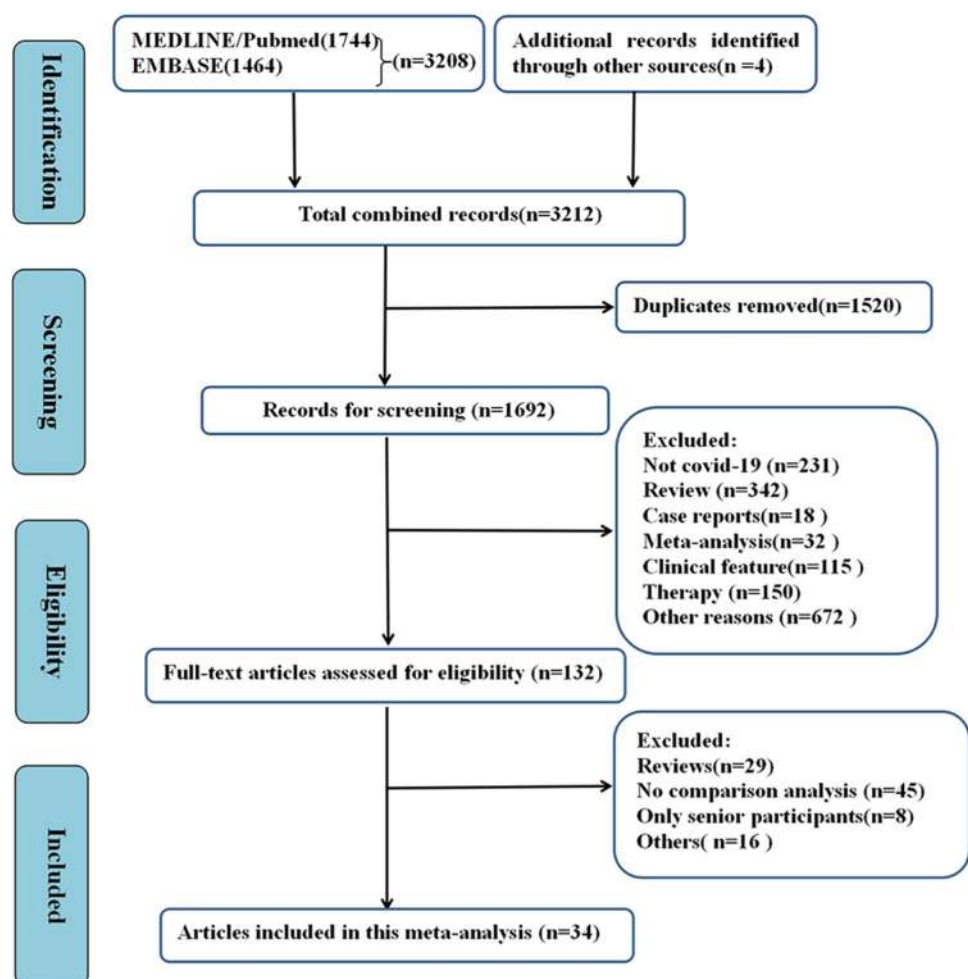 Identification
MEDLINE/Pubmed(1744)
EMBASE(1464)
(n=3208)
Additional records identified
through other sources(n =4)
Total combined records(n=3212)
Screening
Duplicates removed(n=1520)
Records for screening (n=1692)
Excluded:
Not covid-19 (n=231)
Review (n=342)
Case reports(n=18 )
Meta-analysis(n=32 )
Clinical feature(n=115 )
Therapy (n=150)
Other reasons (n=672 )
Eligibility
Full-text articles assessed for eligibility (n=132)
Excluded:
Reviews(n=29)
No comparison analysis (n=45)
Only senior participants(n=8)
Others( n=16 )
Included
Articles included in this meta-analysis (n=34)